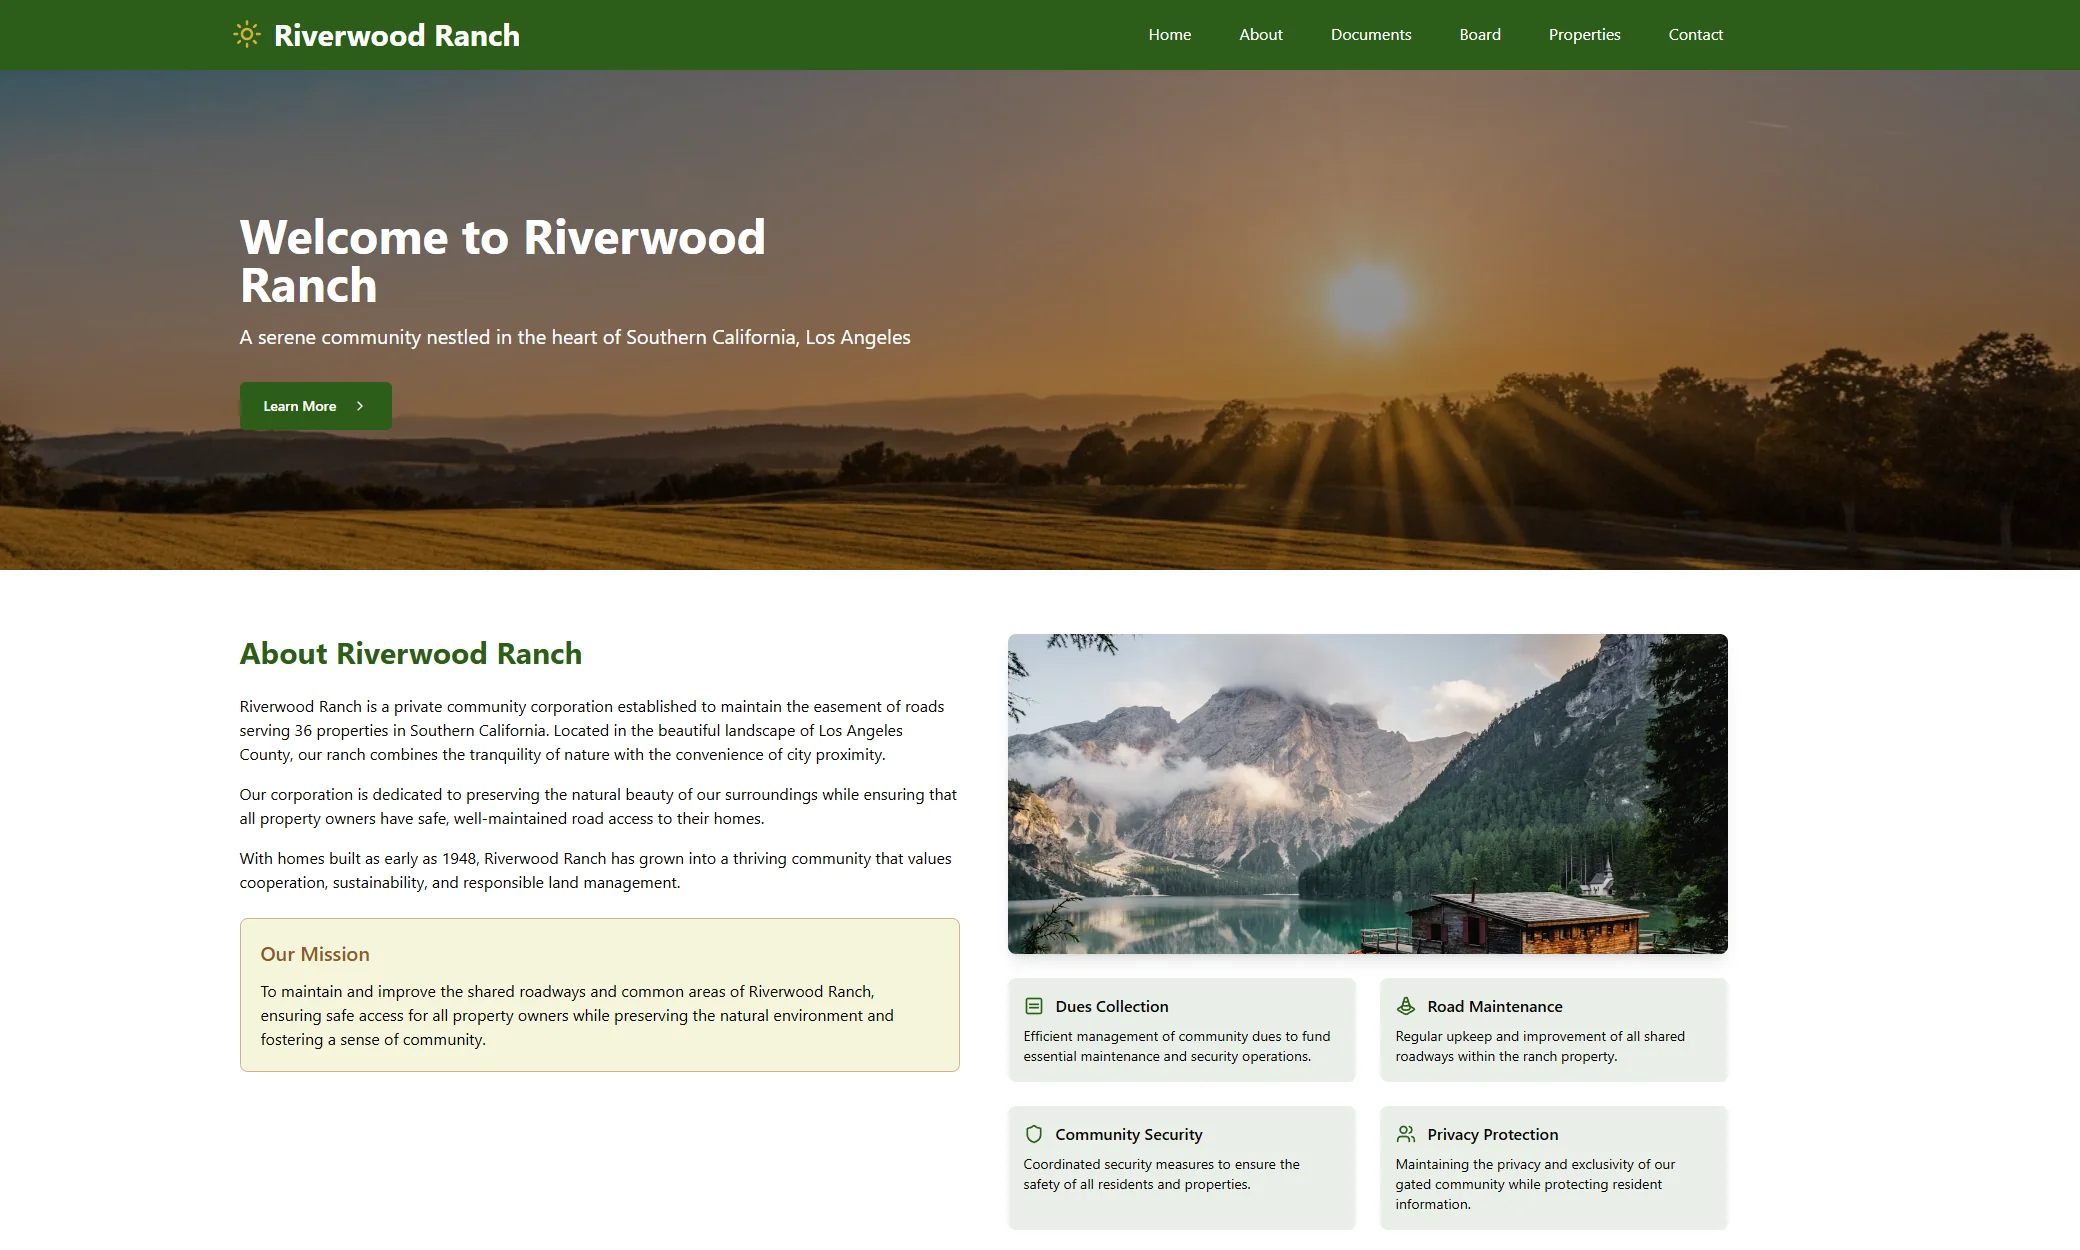 Riverwood Ranch
Home
About
Documents
Board
Properties
Contact
Welcome to Riverwood
Ranch
A serene community nestled in the heart of Southern California, Los Angeles
Learn More
About Riverwood Ranch
Riverwood Ranch is a private community corporation established to maintain the easement of roads
serving 36 properties in Southern California. Located in the beautiful landscape of Los Angeles
County, our ranch combines the tranquility of nature with the convenience of city proximity.
Our corporation is dedicated to preserving the natural beauty of our surroundings while ensuring that
all property owners have safe, well-maintained road access to their homes.
With homes built as early as 1948, Riverwood Ranch has grown into a thriving community that values
cooperation, sustainability, and responsible land management.
Our Mission
To maintain and improve the shared roadways and common areas of Riverwood Ranch,
ensuring safe access for all property owners while preserving the natural environment and
fostering a sense of community.
Dues Collection
Efficient management of community dues to fund
essential maintenance and security operations.
Road Maintenance
Regular upkeep and improvement of all shared
roadways within the ranch property.
Community Security
Coordinated security measures to ensure the
safety of all residents and properties.
Privacy Protection
Maintaining the privacy and exclusivity of our
gated community while protecting resident
information.